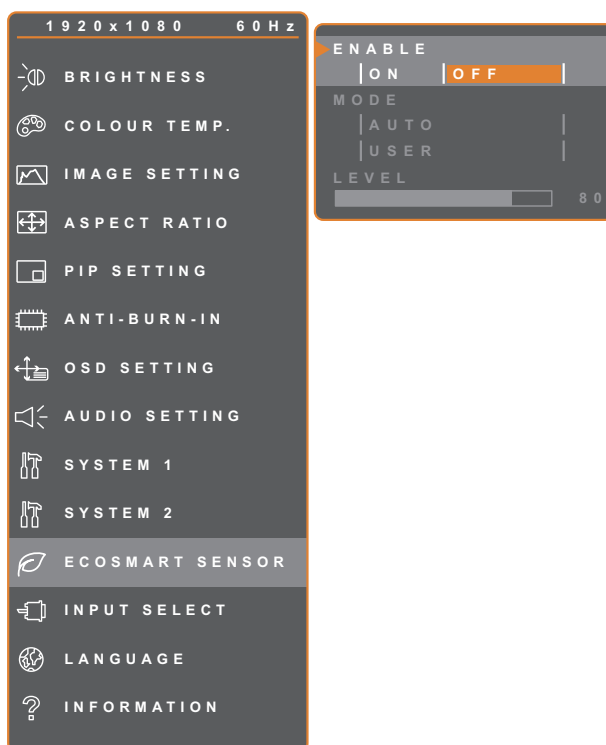 1920x1080 60Hz
BRIGHTNESS
COLOUR TEMP.
IMAGE SETTING
ASPECT RATIO
PIP SETTING
ANTI-BURN-IN
OSD SETTING
AUDIO SETTING
SYSTEM 1
SYSTEM 2
ECOSMART SENSOR
INPUT SELECT
LANGUAGE
INFORMATION
ENABLE
ON OFF
MODE
AUTO
USER
LEVEL
80